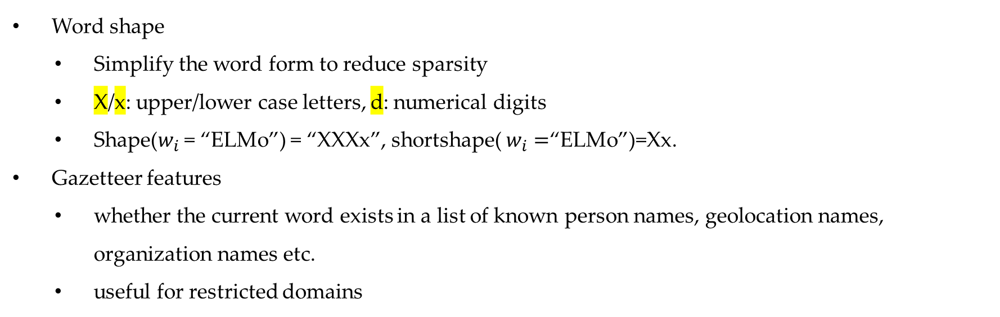 • Word shape
• Simplify the word form to reduce sparsity
• X/x: upper/lower case letters, d: numerical digits
• Shape(wᵢ = “ELMo”) = “XXXx”, shortshape( wᵢ =“ELMo”)=Xx.
• Gazetteer features
• whether the current word exists in a list of known person names, geolocation names,
organization names etc.
• useful for restricted domains